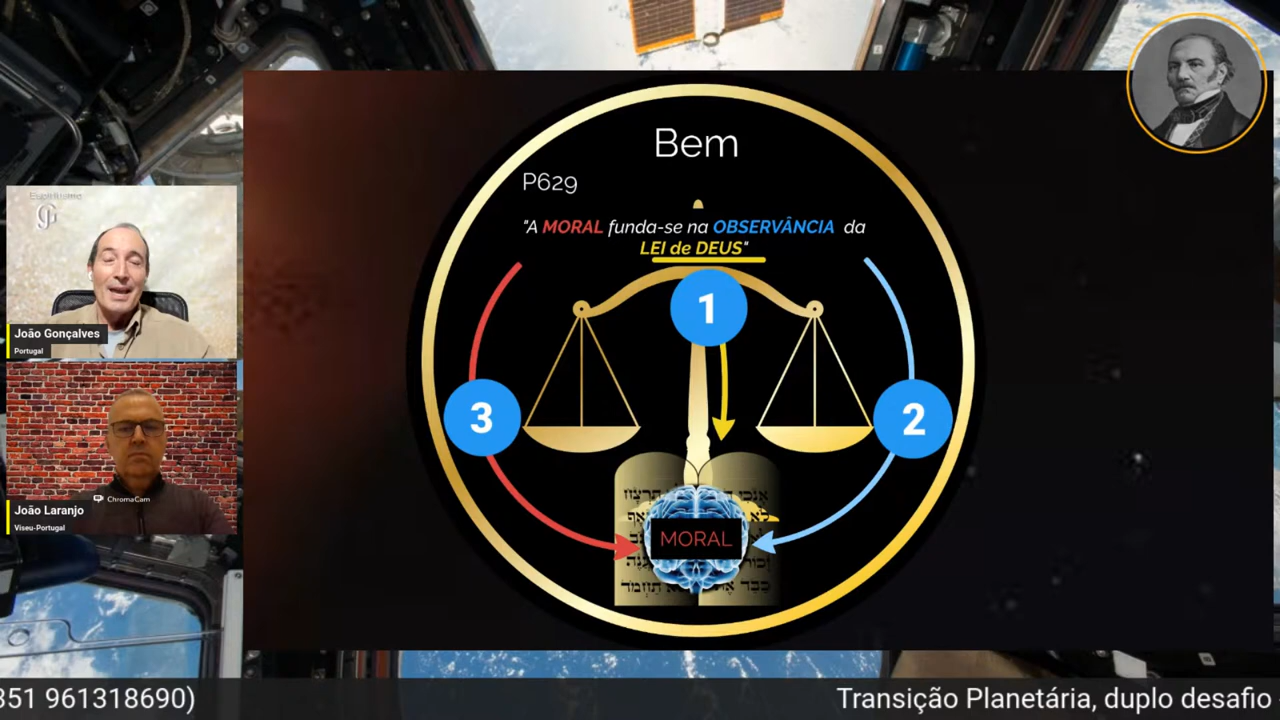 Bem
P629
"A MORAL funda-se na OBSERVÂNCIA da
LEI de DEUS"
1
3
2
MORAL
Espiritismo
João Gonçalves
Portugal
ChromaCam
João Laranjo
Viseu-Portugal
351 961318690)
Transição Planetária, duplo desafio